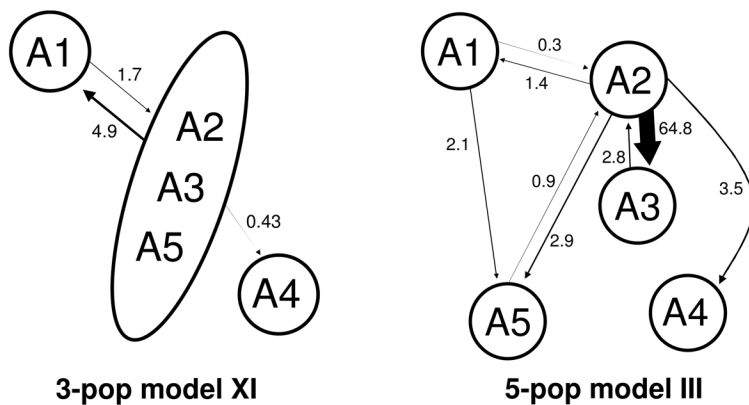 A1
1.7
4.9
A2
A3
A5
0.43
A4
3-pop model XI
A1
0.3
1.4
A2
2.1
64.8
2.8
0.9
3.5
A3
2.9
A5
A4
5-pop model III